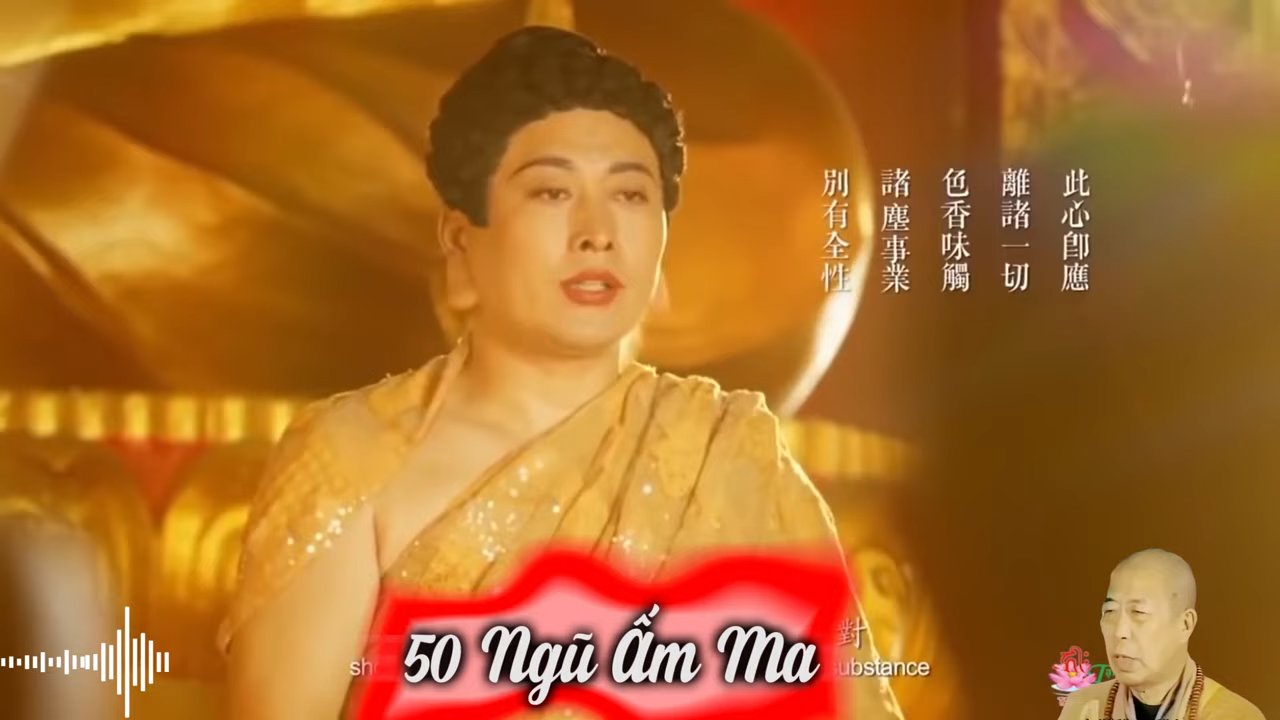 此心即應
離諸一切
色香味觸
諸塵事業
別有全性
對
50 Ngũ Ấm Ma
substance